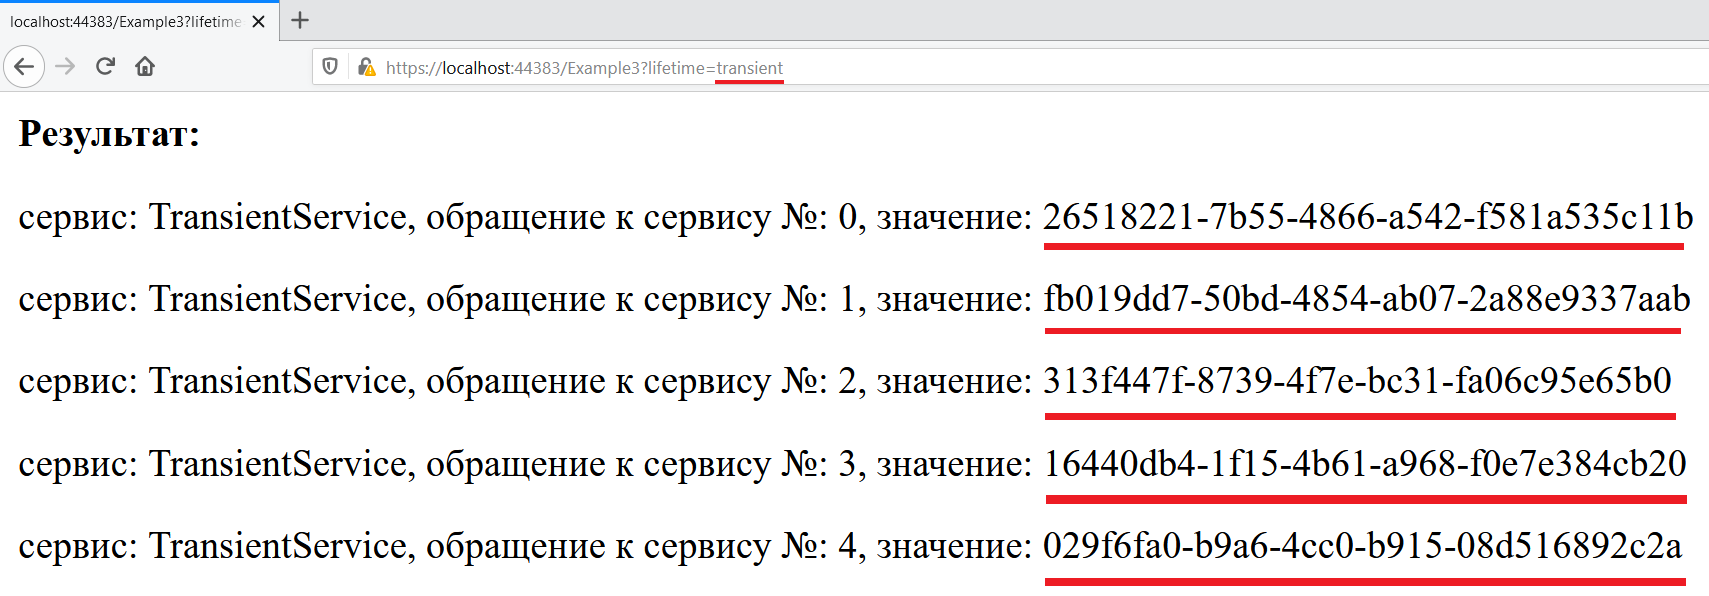 localhost:44383/Example3?lifetime
https://localhost:44383/Example3?lifetime=transient
Результат:
сервис: TransientService, обращение к сервису №: 0, значение: 26518221-7b55-4866-a542-f581a535c11b
сервис: TransientService, обращение к сервису №: 1, значение: fb019dd7-50bd-4854-ab07-2a88e9337aab
сервис: TransientService, обращение к сервису №: 2, значение: 313f447f-8739-4f7e-bc31-fa06c95e65b0
сервис: TransientService, обращение к сервису №: 3, значение: 16440db4-1f15-4b61-a968-f0e7e384cb20
сервис: TransientService, обращение к сервису №: 4, значение: 029f6fa0-b9a6-4cc0-b915-08d516892c2a